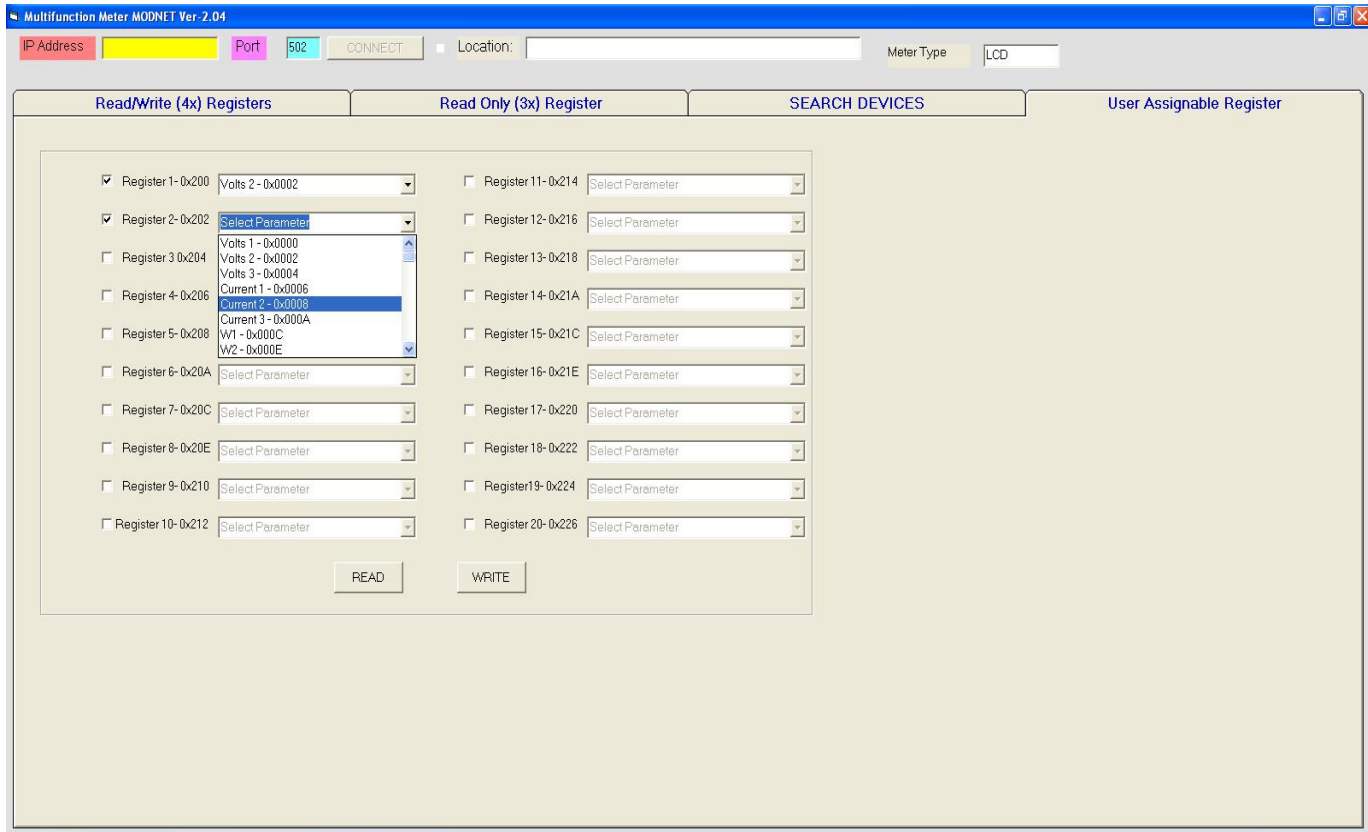 Multifunction Meter MODNET Ver-2.04
IP Address Port 502 CONNECT Location: Meter Type LCD
Read/Write (4x) Registers Read Only (3x) Register SEARCH DEVICES User Assignable Register
Register 1- 0x200 Volts 2 - 0x0002 Register 11- 0x214 Select Parameter
Register 2- 0x202 Select Parameter Register 12- 0x216 Select Parameter
Volts 1 - 0x0000
Register 3 0x204 Volts 2 - 0x0002 Register 13- 0x218 Select Parameter
Volts 3 - 0x0004
Current 1 - 0x0006
Register 4- 0x206 Current 2 - 0x0008 Register 14- 0x21A Select Parameter
Current 3 - 0x000A
Register 5- 0x208 W1 - 0x000C Register 15- 0x21C Select Parameter
W2 - 0x000E
Register 6- 0x20A Select Parameter Register 16- 0x21E Select Parameter
Register 7- 0x20C Select Parameter Register 17- 0x220 Select Parameter
Register 8- 0x20E Select Parameter Register 18- 0x222 Select Parameter
Register 9- 0x210 Select Parameter Register19- 0x224 Select Parameter
Register 10- 0x212 Select Parameter Register 20- 0x226 Select Parameter
READ WRITE